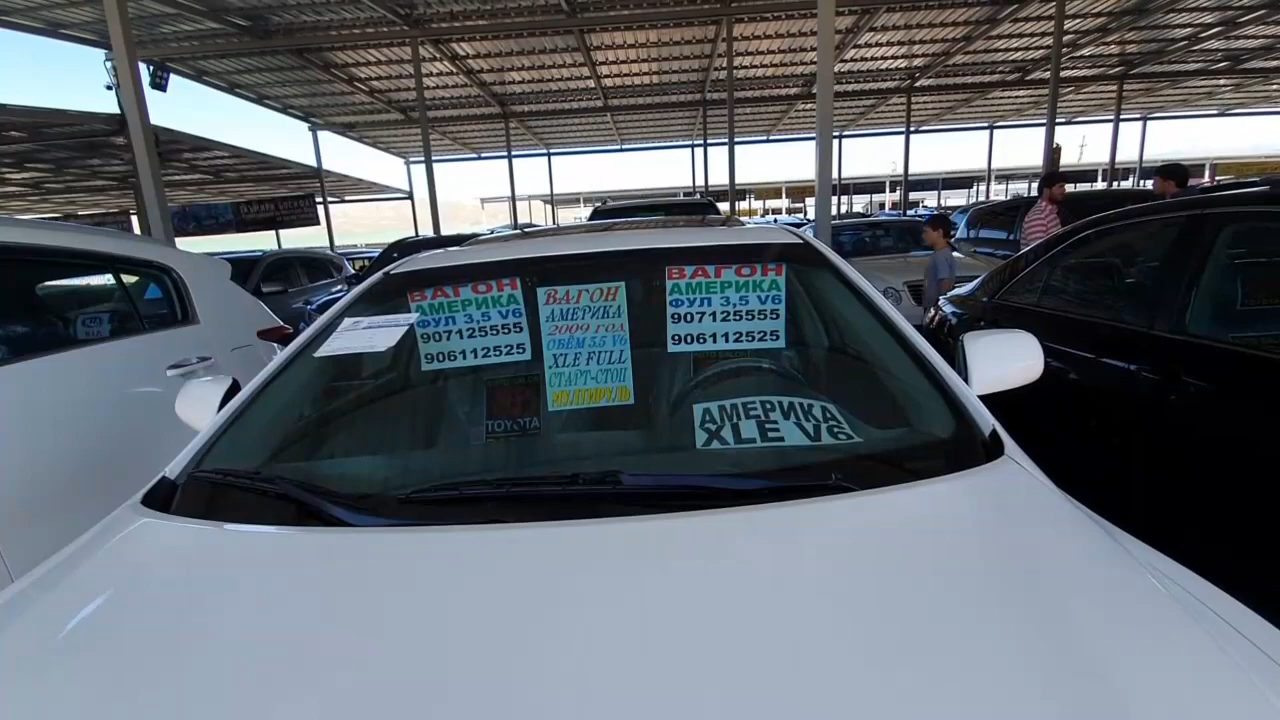 ВАГОН
АМЕРИКА
ФУЛ 3,5 V6
907125555
906112525
ВАГОН
АМЕРИКА
2009 ГОД
ОБЁМ 3.5 V6
XLE FULL
СТАРТ-СТОП
МУЛТИРУЛЬ
ВАГОН
АМЕРИКА
ФУЛ 3,5 V6
907125555
906112525
TOYOTA
АМЕРИКА
XLE V6